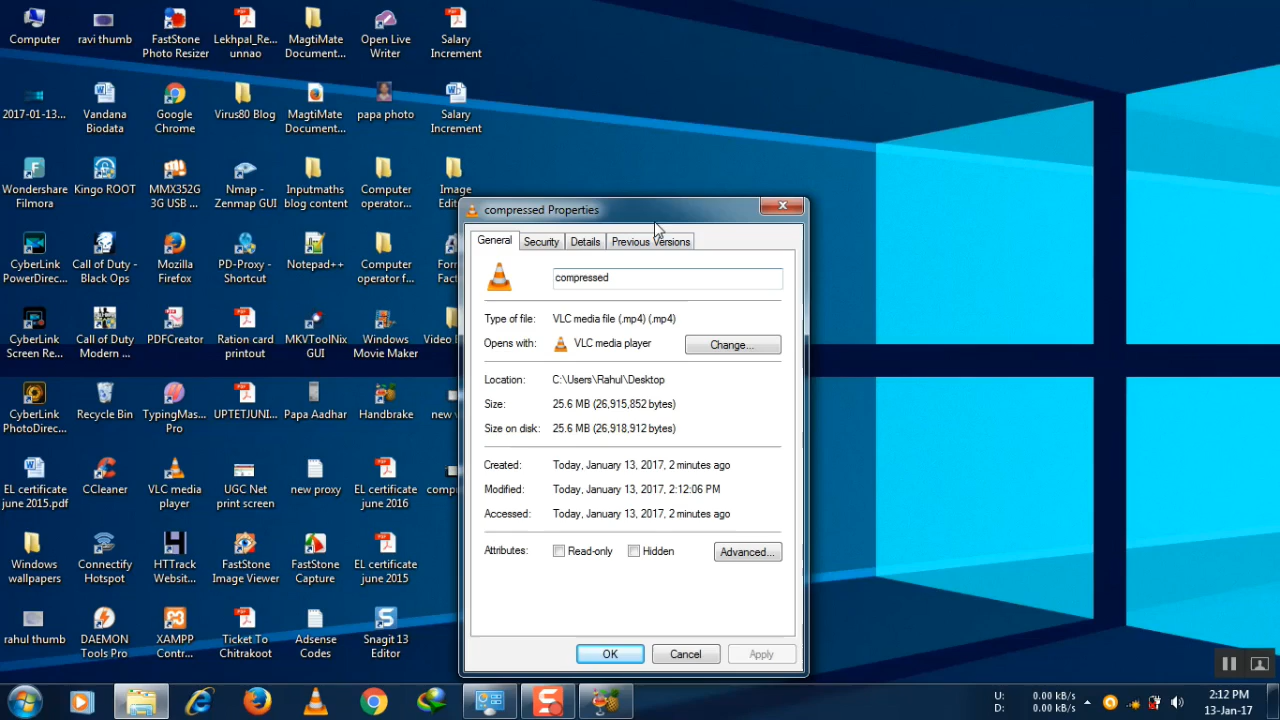 Computer
ravi thumb
FastStone
Photo Resizer
Lekhpal_Re...
unnao
MagtiMate
Document...
Open Live
Writer
Salary
Increment
2017-01-13...
Vandana
Biodata
Google
Chrome
Virus80 Blog
MagtiMate
Document...
papa photo
Salary
Increment
Wondershare
Filmora
Kingo ROOT
MMX352G
3G USB ...
Nmap -
Zenmap GUI
Inputmaths
blog content
Computer
operator...
Image
CyberLink
PowerDirec...
Call of Duty -
Black Ops
Mozilla
Firefox
PD-Proxy -
Shortcut
Notepad++
Computer
operator f...
CyberLink
Screen Re...
Call of Duty
Modern ...
PDFCreator
Ration card
printout
MKVToolNix
GUI
Windows
Movie Maker
Video
CyberLink
PhotoDirec...
Recycle Bin
TypingMas...
Pro
UPTETJUNI...
Papa Aadhar
Handbrake
new
EL certificate
june 2015.pdf
CCleaner
VLC media
player
UGC Net
print screen
new proxy
EL certificate
june 2016
Windows
wallpapers
Connectify
Hotspot
HTTrack
Websit...
FastStone
Image Viewer
FastStone
Capture
EL certificate
june 2015
rahul thumb
DAEMON
Tools Pro
XAMPP
Contr...
Ticket To
Chitrakoot
Adsense
Codes
Snagit 13
Editor
compressed Properties
General
Security
Details
Previous Versions
compressed
Type of file:
VLC media file (.mp4) (.mp4)
Opens with:
VLC media player
Change...
Location:
C:\Users\Rahul\Desktop
Size:
25.6 MB (26,915,852 bytes)
Size on disk:
25.6 MB (26,918,912 bytes)
Created:
Today, January 13, 2017, 2 minutes ago
Modified:
Today, January 13, 2017, 2:12:06 PM
Accessed:
Today, January 13, 2017, 2 minutes ago
Attributes:
Read-only
Hidden
Advanced...
OK
Cancel
Apply
U:
0.00 kB/s
D:
0.00 kB/s
2:12 PM
13-Jan-17